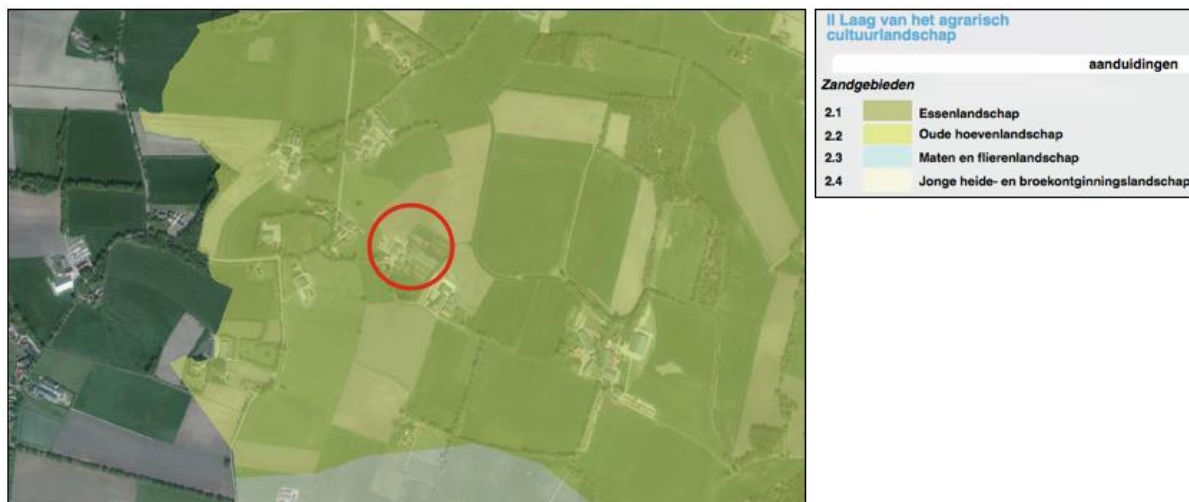 II Laag van het agrarisch
cultuurlandschap
aanduidingen
Zandgebieden
2.1 Essenlandschap
2.2 Oude hoevenlandschap
2.3 Maten en flierenlandschap
2.4 Jonge heide- en broekontginningslandschap